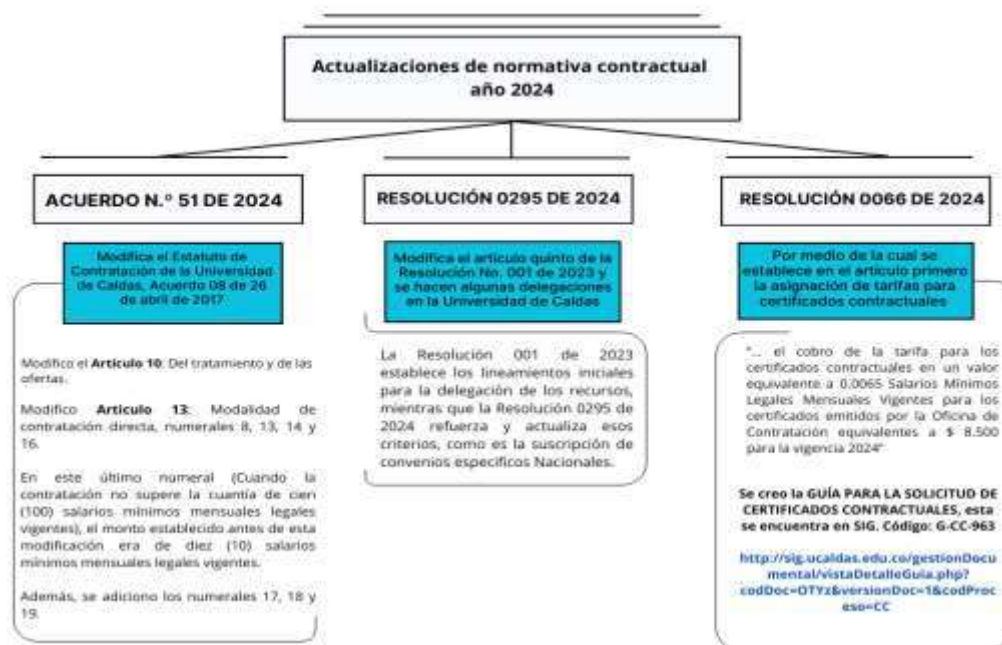 Actualizaciones de normativa contractual
año 2024
ACUERDO N.º 51 DE 2024
Modifica el Estatuto de
Contratación de la Universidad
de Caldas, Acuerdo 08 de 26
de abril de 2017
Modifico el Artículo 10: Del tratamiento y de las
ofertas.
Modifico Artículo 13: Modalidad de
contratación directa, numerales 8, 13, 14 y
16.
En este último numeral (Cuando la
contratación no supere la cuantía de cien
(100) salarios mínimos mensuales legales
vigentes), el monto establecido antes de esta
modificación era de diez (10) salarios
mínimos mensuales legales vigentes.
Además, se adiciono los numerales 17, 18 y
19.
RESOLUCIÓN 0295 DE 2024
Modifica el artículo quinto de la
Resolución No. 001 de 2023 y
se hacen algunas delegaciones
en la Universidad de Caldas
La Resolución 001 de 2023
establece los lineamientos iniciales
para la delegación de los recursos,
mientras que la Resolución 0295 de
2024 refuerza y actualiza esos
criterios, como es la suscripción de
convenios específicos Nacionales.
RESOLUCIÓN 0066 DE 2024
Por medio de la cual se
establece en el artículo primero
la asignación de tarifas para
certificados contractuales
"... el cobro de la tarifa para los
certificados contractuales en un valor
equivalente a 0.0065 Salarios Mínimos
Legales Mensuales Vigentes para los
certificados emitidos por la Oficina de
Contratación equivalentes a $ 8.500
para la vigencia 2024"
Se creo la GUÍA PARA LA SOLICITUD DE
CERTIFICADOS CONTRACTUALES, esta
se encuentra en SIG. Código: G-CC-963
http://sig.ucaldas.edu.co/gestionDocu
mental/vistaDetalleGuia.php?
codDoc=OTYz&versionDoc=1&codProc
eso=CC